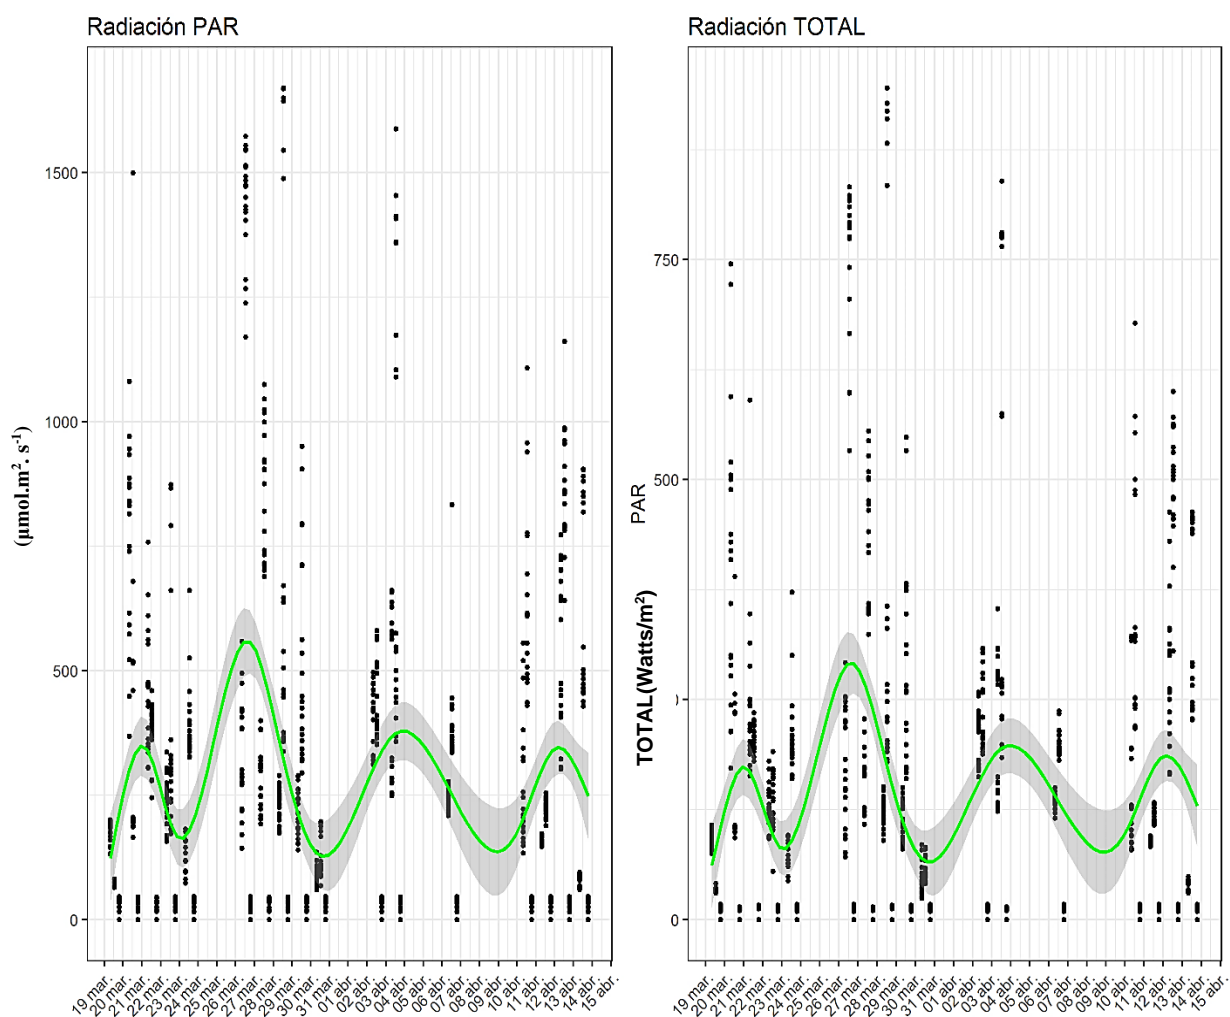 Radiación PAR
(µmol.m². s⁻¹)
1500
1000
500
0
19 mar.
20 mar.
21 mar.
22 mar.
23 mar.
24 mar.
25 mar.
26 mar.
27 mar.
28 mar.
29 mar.
30 mar.
31 mar.
01 abr.
02 abr.
03 abr.
04 abr.
05 abr.
06 abr.
07 abr.
08 abr.
09 abr.
10 abr.
11 abr.
12 abr.
13 abr.
14 abr.
15 abr.
Radiación TOTAL
PAR
TOTAL(Watts/m²)
750
500
0
19 mar.
20 mar.
21 mar.
22 mar.
23 mar.
24 mar.
25 mar.
26 mar.
27 mar.
28 mar.
29 mar.
30 mar.
31 mar.
01 abr.
02 abr.
03 abr.
04 abr.
05 abr.
06 abr.
07 abr.
08 abr.
09 abr.
10 abr.
11 abr.
12 abr.
13 abr.
14 abr.
15 abr.